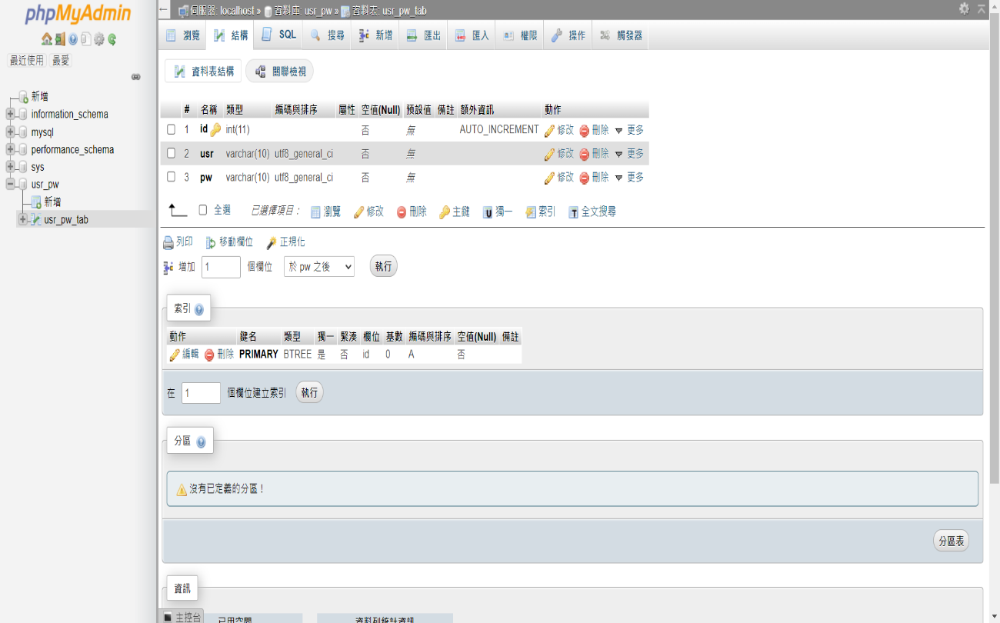 phpMyAdmin
最近使用 最愛
新增
information_schema
mysql
performance_schema
sys
usr_pw
新增
usr_pw_tab
伺服器: localhost » 資料庫: usr_pw » 資料表: usr_pw_tab
瀏覽 結構 SQL 搜尋 新增 匯出 匯入 權限 操作 觸發器
資料表結構 關聯檢視
# 名稱 類型 編碼與排序 屬性 空值(Null) 預設值 備註 額外資訊 動作
1 id int(11) 否 無 AUTO_INCREMENT 修改 刪除 更多
2 usr varchar(10) utf8_general_ci 否 無 修改 刪除 更多
3 pw varchar(10) utf8_general_ci 否 無 修改 刪除 更多
全選 已選擇項目: 瀏覽 修改 刪除 主鍵 獨一 索引 全文搜尋
列印 移動欄位 正規化
增加 1 個欄位 於 pw 之後 執行
索引
動作 鍵名 類型 獨一 緊湊 欄位 基數 編碼與排序 空值(Null) 備註
編輯 刪除 PRIMARY BTREE 是 否 id 0 A 否
在 1 個欄位建立索引 執行
分區
沒有已定義的分區！
分區表
資訊
主控台 已用空間 資料列統計資訊